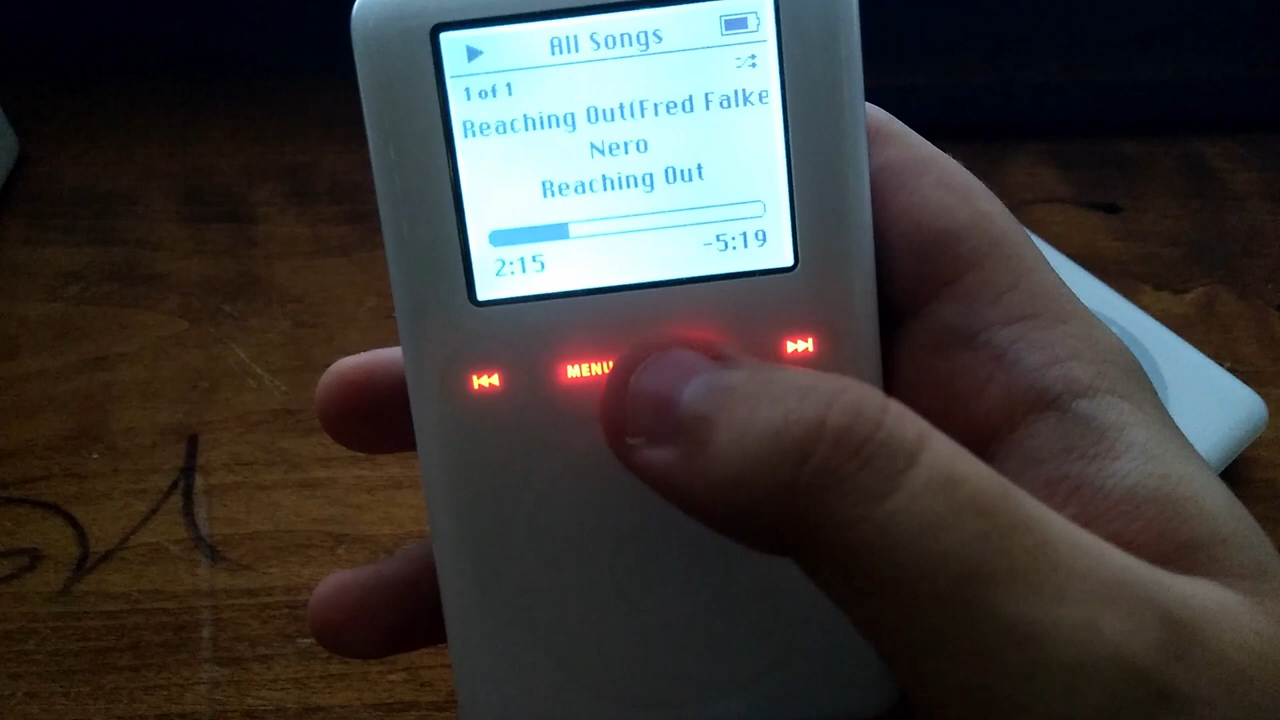 All Songs
1 of 1
Reaching Out(Fred Falke
Nero
Reaching Out
2:15 -5:19
MENU